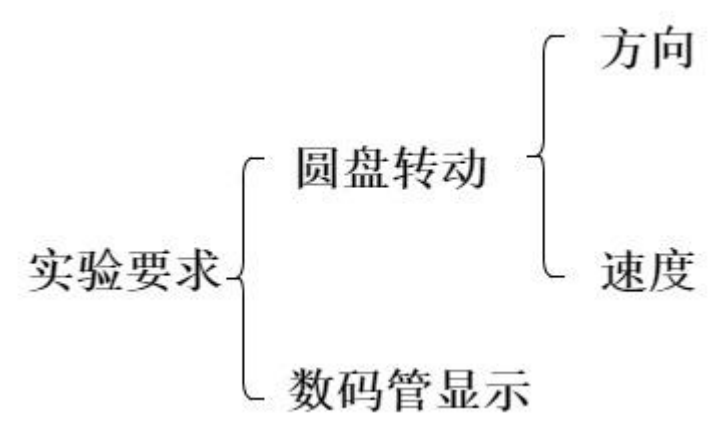 方向
圆盘转动
速度
实验要求
数码管显示